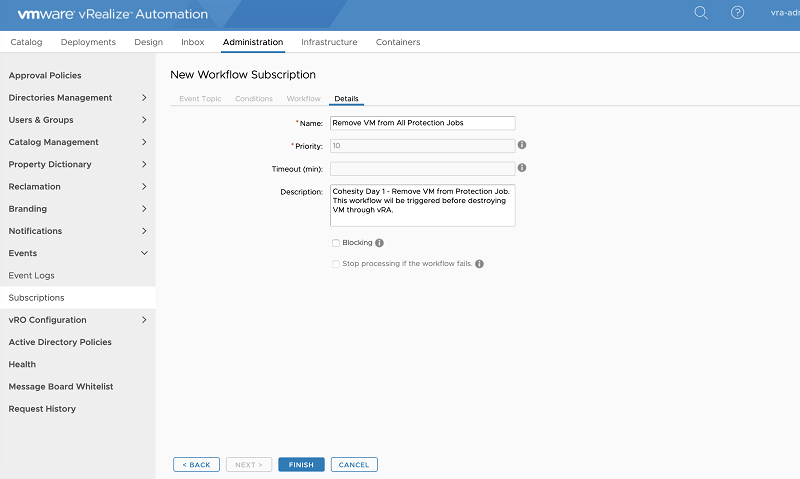 vmware vRealize™ Automation
vra-adm
Catalog Deployments Design Inbox Administration Infrastructure Containers
Approval Policies
Directories Management
Users & Groups
Catalog Management
Property Dictionary
Reclamation
Branding
Notifications
Events
Event Logs
Subscriptions
vRO Configuration
Active Directory Policies
Health
Message Board Whitelist
Request History
New Workflow Subscription
Event Topic Conditions Workflow Details
* Name: Remove VM from All Protection Jobs
* Priority: 10
Timeout (min):
Description: Cohesity Day 1 - Remove VM from Protection Job.
This workflow wil be triggered before destroying
VM through vRA.
Blocking
Stop processing if the workflow fails.
< BACK NEXT > FINISH CANCEL